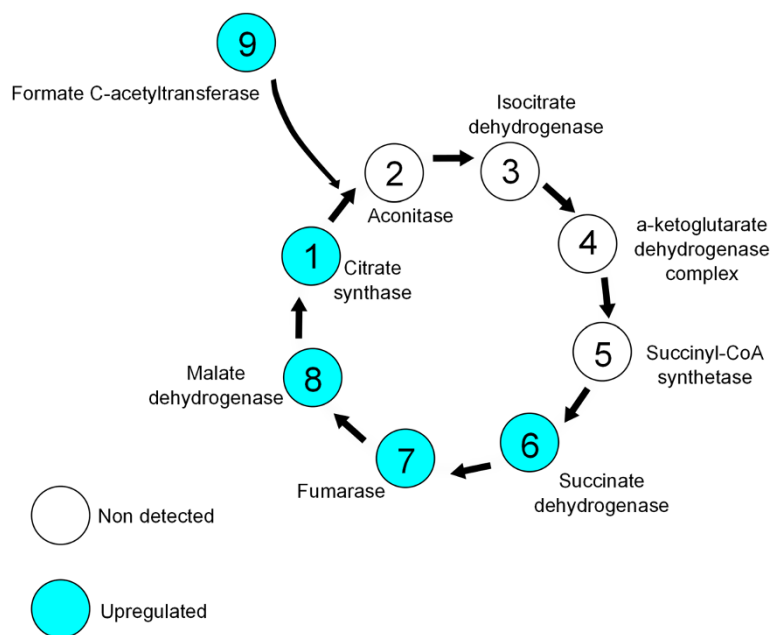 9
Formate C-acetyltransferase
Isocitrate
dehydrogenase
2
3
Aconitase
4
a-ketoglutarate
dehydrogenase
complex
1
Citrate
synthase
5
Succinyl-CoA
synthetase
Malate
dehydrogenase
8
6
Succinate
dehydrogenase
7
Fumarase
Non detected
Upregulated